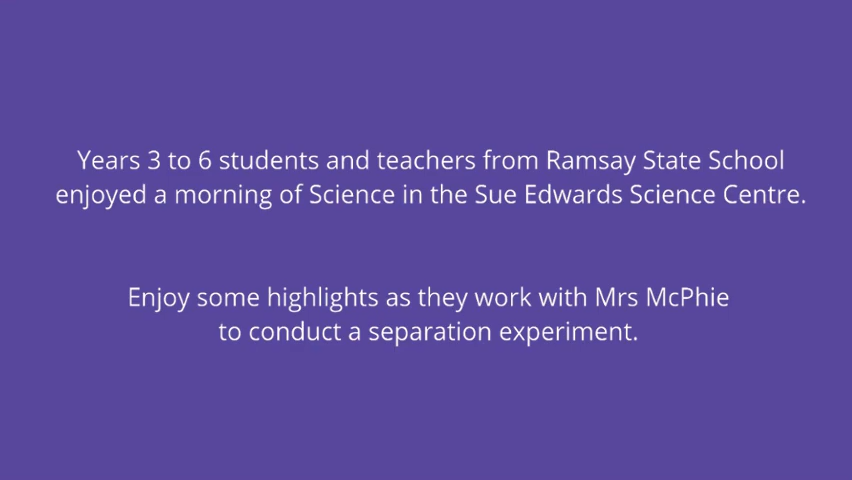 Years 3 to 6 students and teachers from Ramsay State School
enjoyed a morning of Science in the Sue Edwards Science Centre.
Enjoy some highlights as they work with Mrs McPhie
to conduct a separation experiment.